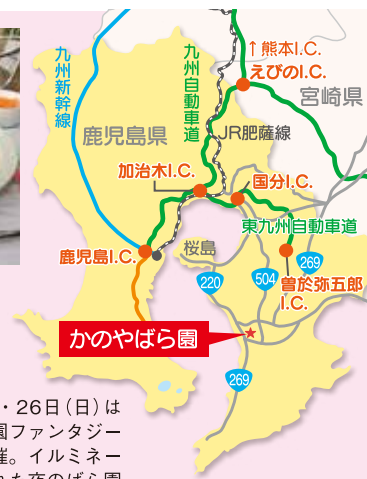 ↑熊本I.C.
えびのI.C.
九州新幹線
九州自動車道
宮崎県
鹿児島県
JR肥薩線
加治木I.C.
国分I.C.
東九州自動車道
鹿児島I.C.
桜島
269
220
504
曽於弥五郎
I.C.
かのやばら園
269
・26日(日)は
園ファンタジー
催。イルミネー